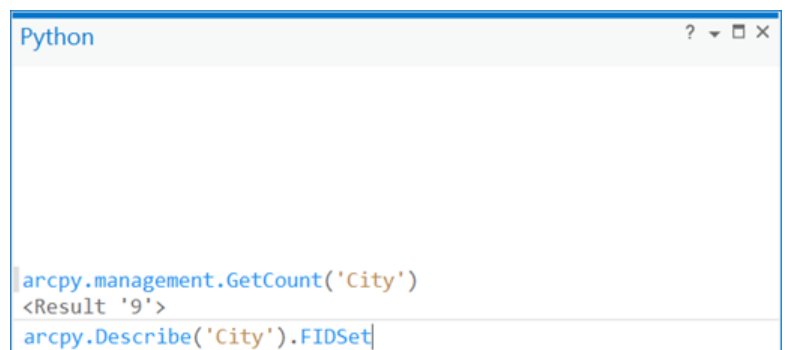 Python ?
arcpy.management.GetCount('City')
<Result '9'>
arcpy.Describe('City').FIDSet